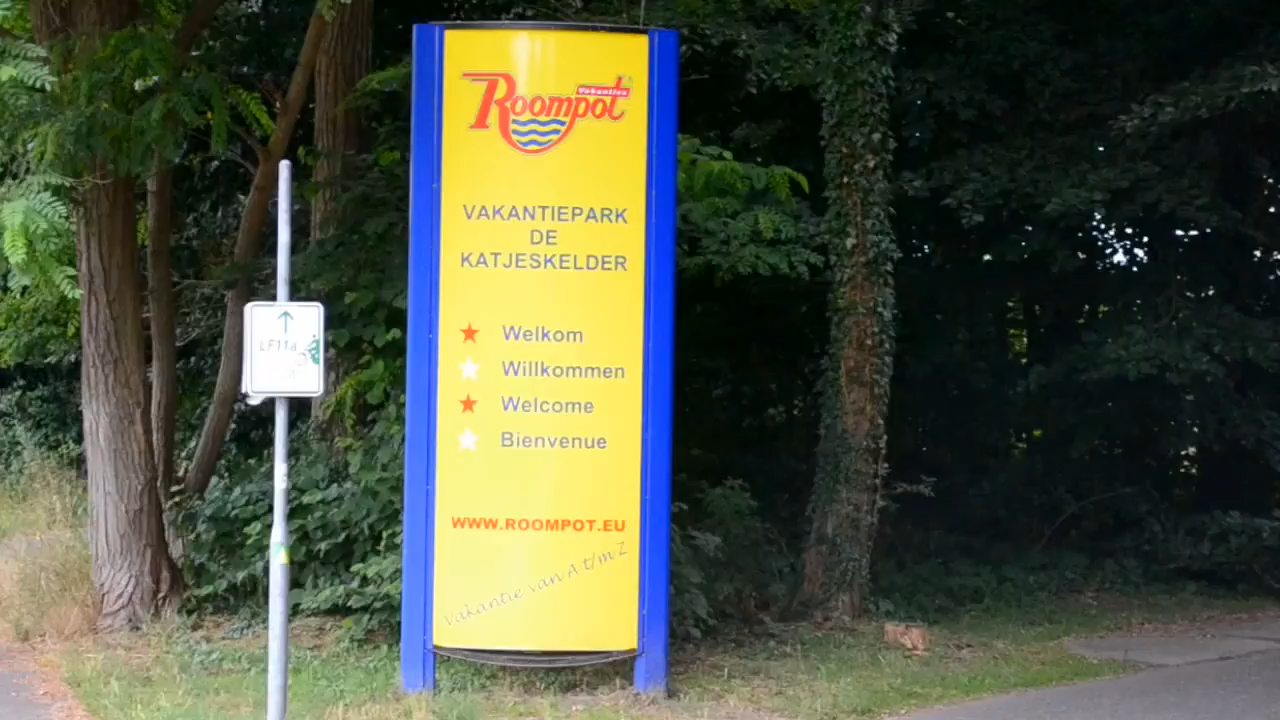 Vakanties
Roompot
VAKANTIEPARK
DE
KATJESKELDER
Welkom
Willkommen
Welcome
Bienvenue
WWW.ROOMPOT.EU
Vakantie van A t/m Z
LF11a